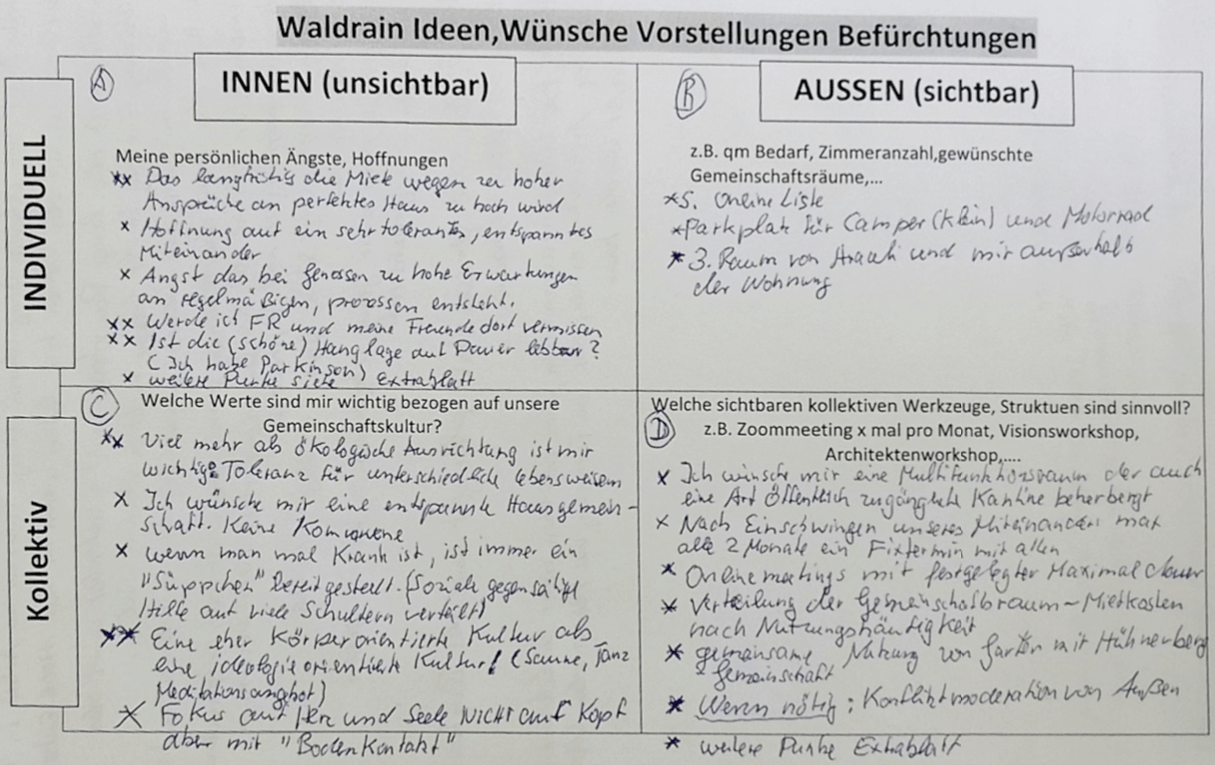 Waldrain Ideen,Wünsche Vorstellungen Befürchtungen
INDIVIDUELL
A
INNEN (unsichtbar)
Meine persönlichen Ängste, Hoffnungen
xx Das langfristig die Miete wegen zu hoher
Ansprüche an perfektes Haus zu hoch wird
x Hoffnung auf ein sehr tolerantes, entspanntes
Miteinander
x Angst das bei Genossen zu hohe Erwartungen
an regelmäßigen, prozessen entsteht.
xx Werde ich FR und meine Freunde dort vermissen
xx Ist die (schöne) Hanglage auf Dauer lebbar?
(Ich habe Parkinson)
x weitere Punkte siehe Extrablatt
B
AUSSEN (sichtbar)
z.B. qm Bedarf, Zimmeranzahl,gewünschte
Gemeinschaftsräume,...
*S. Online Liste
*Parkplatz für Camper (klein) und Motorrad
* 3. Raum von und mir außerhalb
der Wohnung
Kollektiv
C
Welche Werte sind mir wichtig bezogen auf unsere
Gemeinschaftskultur?
xx Viel mehr als ökologische Ausrichtung ist mir
wichtig: Toleranz für unterschiedliche Lebensweisen
x Ich wünsche mir eine entspannte Hausgemein-
schaft. Keine Kommune
x wenn man mal Krank ist, ist immer ein
"Süppchen" bereitgestellt. (Soziale gegenseitige
Hilfe auf viele Schultern verteilt)
xx Eine eher Körperorientierte Kultur als
eine ideologieorientierte Kultur! (Sauna, Tanz
Meditationsangbot)
x Fokus auf Herz und Seele NICHT auf Kopf
aber mit "Bodenkontakt"
Welche sichtbaren kollektiven Werkzeuge, Struktuen sind sinnvoll?
D
z.B. Zoommeeting x mal pro Monat, Visionsworkshop,
Architektenworkshop,....
x Ich wünsche mir eine Multifunktionsraum der auch
eine Art Öffentlich zugängliche Kantine beherbergt
x Nach Einschwingen unseres Miteinanders max
alle 2 Monate ein Fixtermin mit allen
* Onlinemeetings mit festgelegter Maximaldauer
* Verteilung der Gemeinschaftsraum-Mietkosten
nach Nutzungshäufigkeit
* gemeinsame Nutzung von Garten mit Hühnerberg
-Gemeinschaft
* Wenn nötig: Konfliktmoderation von Außen
* weitere Punkte Extrablatt